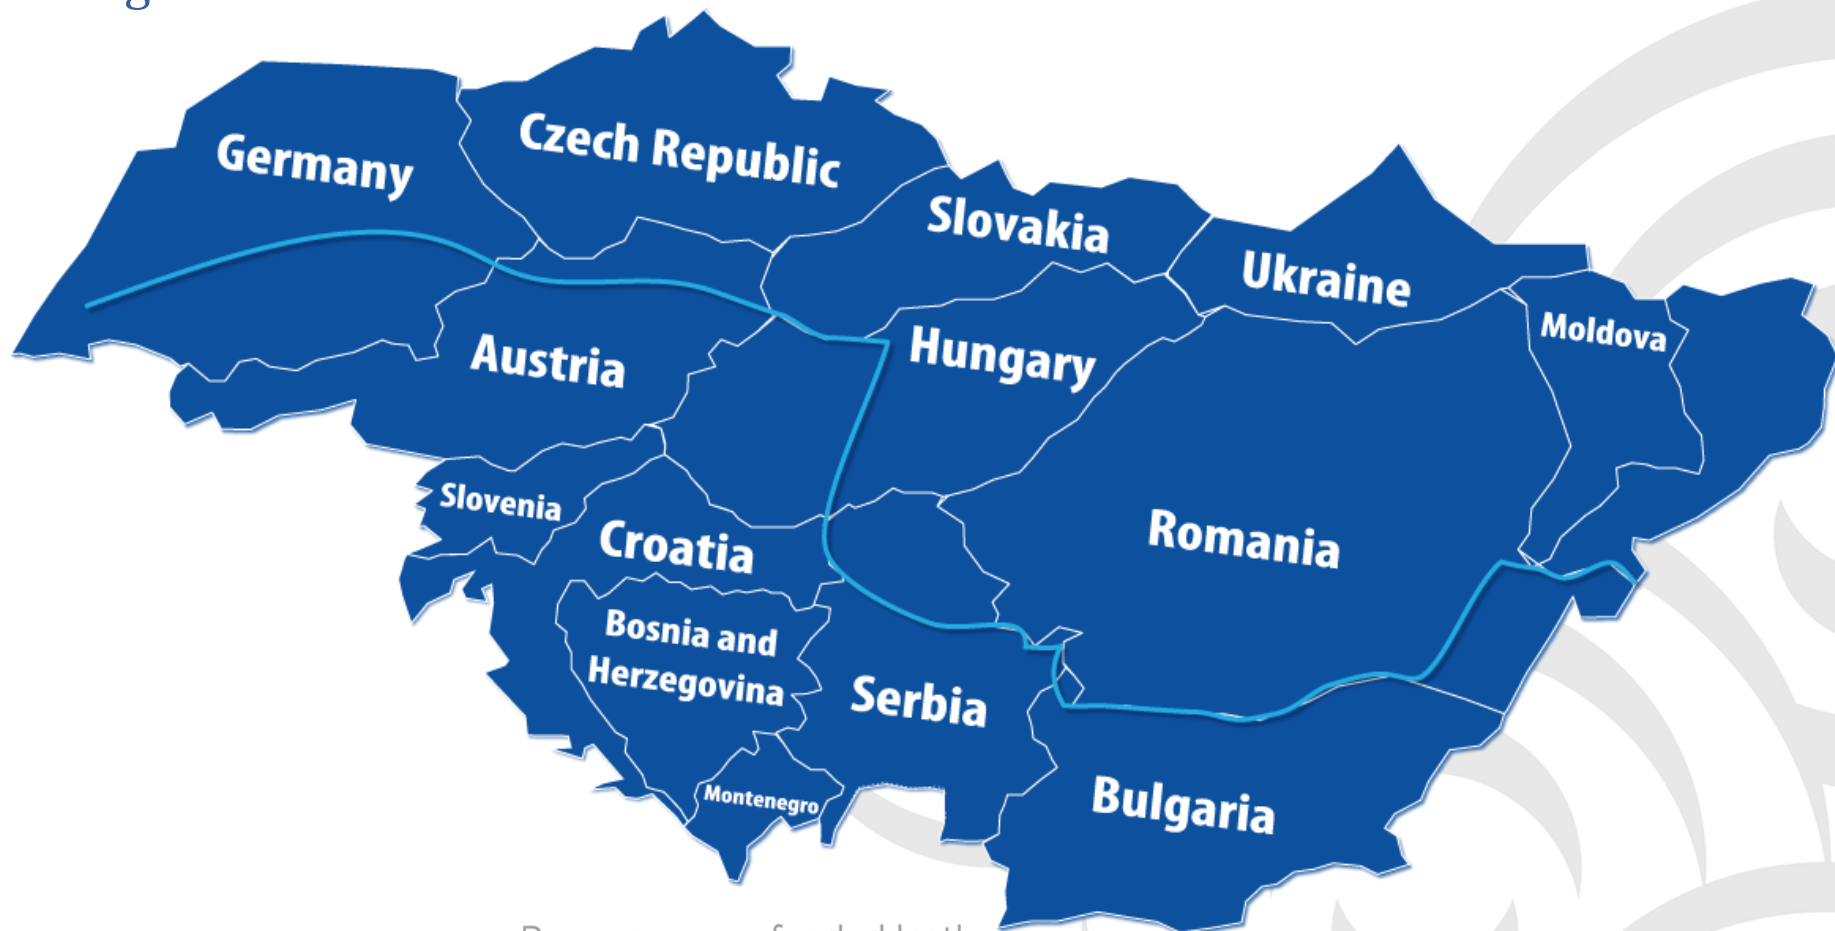 Germany
Czech Republic
Slovakia
Ukraine
Moldova
Austria
Hungary
Slovenia
Croatia
Romania
Bosnia and
Herzegovina
Serbia
Montenegro
Bulgaria